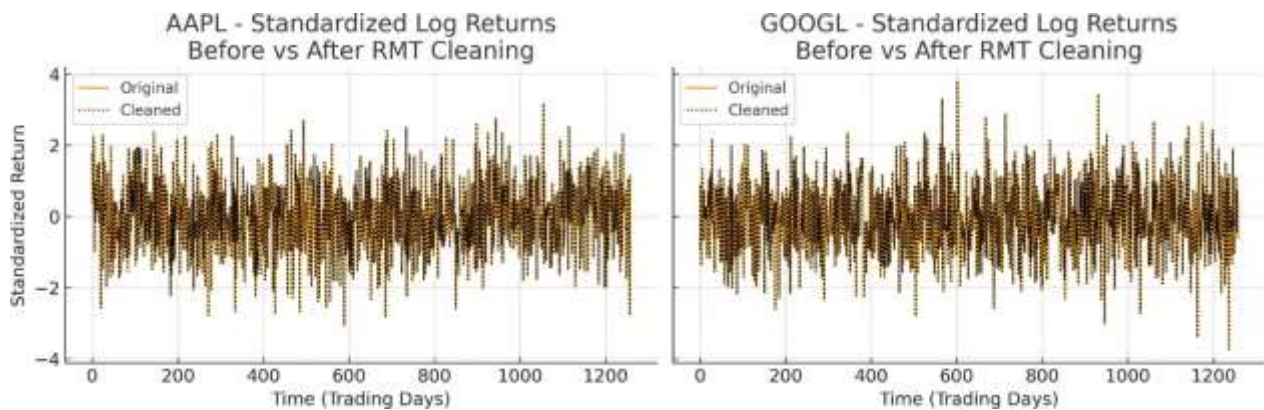 AAPL - Standardized Log Returns
Before vs After RMT Cleaning
GOOGL - Standardized Log Returns
Before vs After RMT Cleaning
Original
Cleaned
Original
Cleaned
Standardized Return
4
2
0
−2
−4
0 200 400 600 800 1000 1200
0 200 400 600 800 1000 1200
Time (Trading Days)
Time (Trading Days)